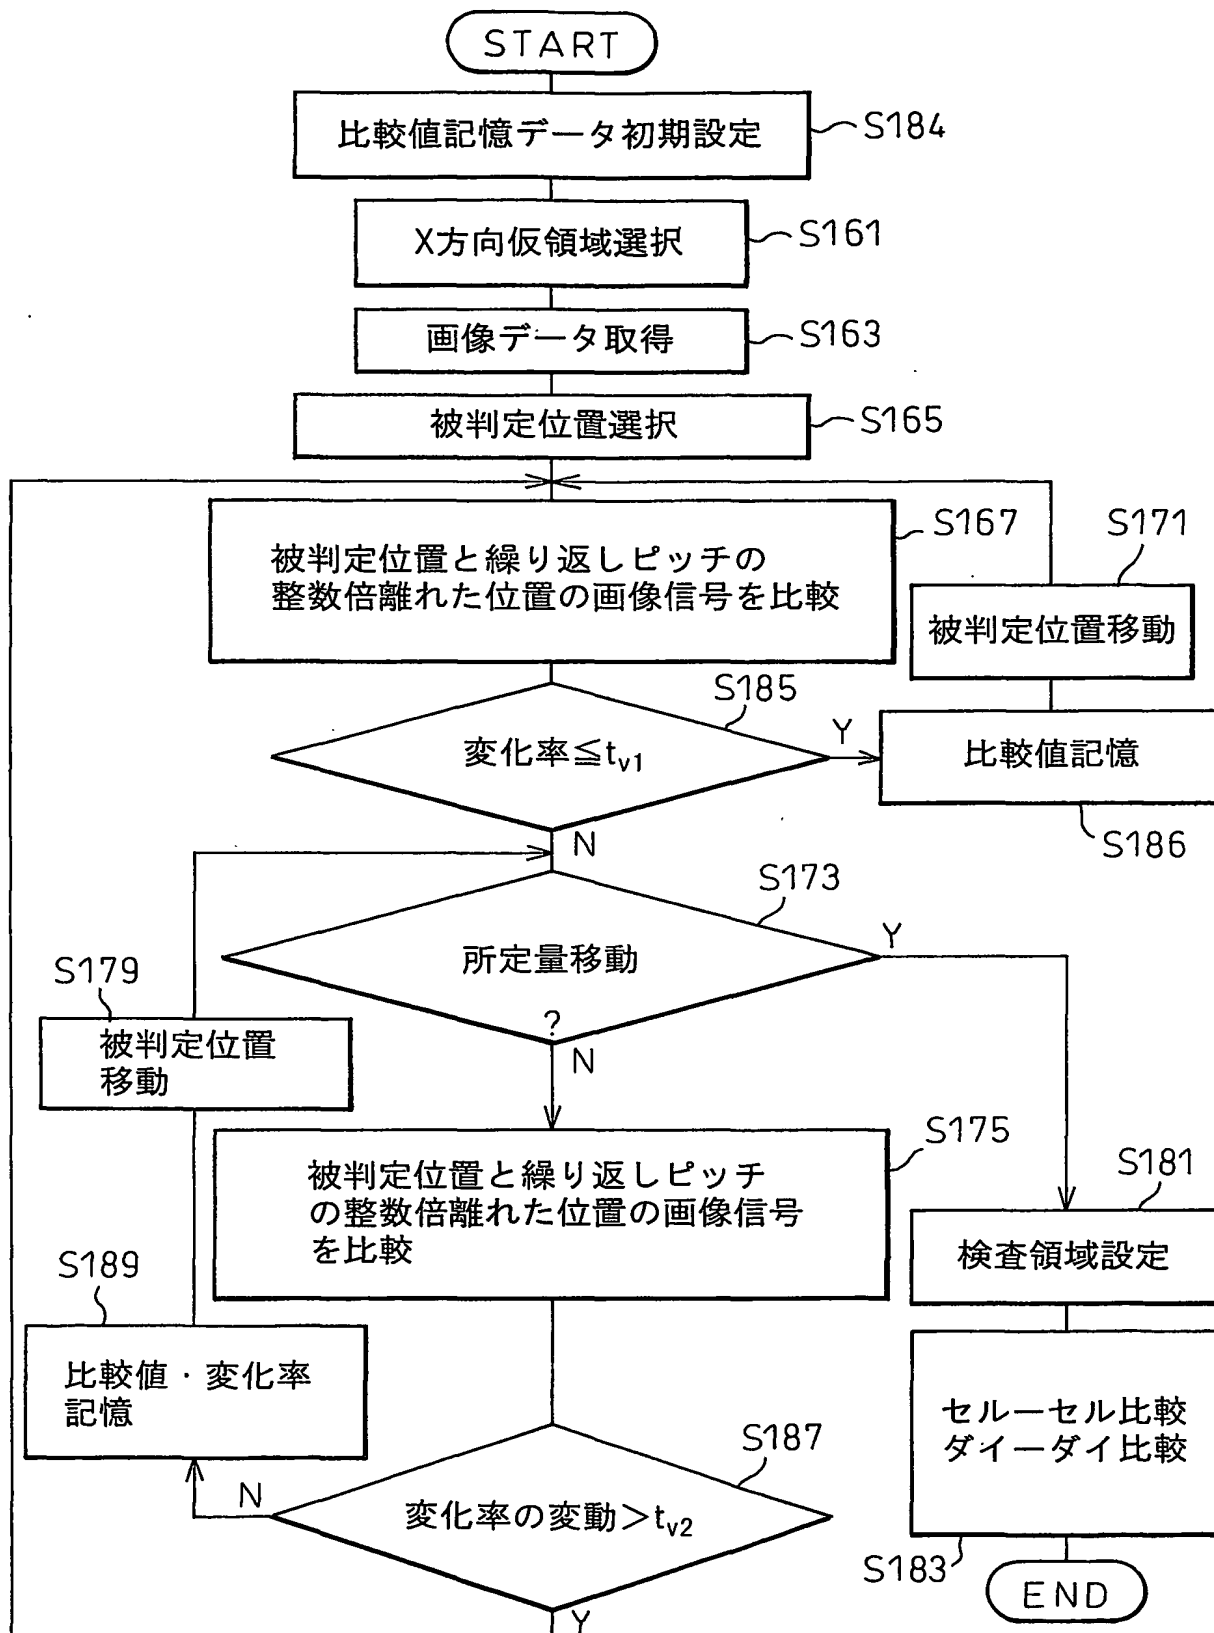 START
比較値記憶データ初期設定
S184
X方向仮領域選択
S161
画像データ取得
S163
被判定位置選択
S165
被判定位置と繰り返しピッチの
整数倍離れた位置の画像信号を比較
S167
S171
被判定位置移動
S185
変化率≦tv1
Y
比較値記憶
S186
N
S173
所定量移動
?
Y
N
S179
被判定位置
移動
S175
被判定位置と繰り返しピッチ
の整数倍離れた位置の画像信号
を比較
S181
検査領域設定
S189
比較値・変化率
記憶
S187
変化率の変動>tv2
N
Y
セルーセル比較
ダイーダイ比較
S183
END